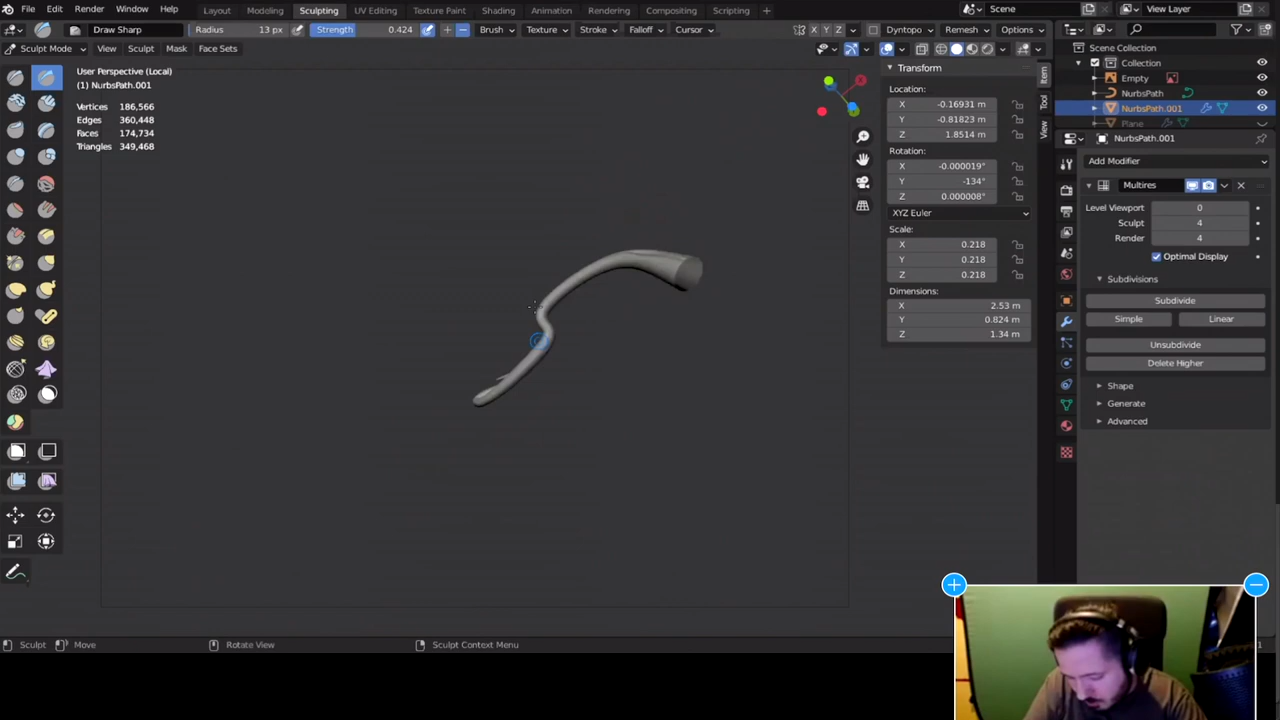 File Edit Render Window Help Layout Modeling Sculpting UV Editing Texture Paint Shading Animation Rendering Compositing Scripting + Scene View Layer
Draw Sharp Radius 13 px Strength 0.424 + − Brush Texture Stroke Falloff Cursor X Y Z Dyntopo Remesh Options
Sculpt Mode View Sculpt Mask Face Sets
User Perspective (Local)
(1) NurbsPath.001
Vertices 186,566
Edges 360,448
Faces 174,734
Triangles 349,468
Transform
Location:
X -0.16931 m
Y -0.81823 m
Z 1.8514 m
Rotation:
X -0.000019°
Y -134°
Z 0.000008°
XYZ Euler
Scale:
X 0.218
Y 0.218
Z 0.218
Dimensions:
X 2.53 m
Y 0.824 m
Z 1.34 m
Item
Tool
View
Scene Collection
Collection
Empty
NurbsPath
NurbsPath.001
Plane
NurbsPath.001
Add Modifier
Multires
Level Viewport 0
Sculpt 4
Render 4
Optimal Display
Subdivisions
Subdivide
Simple Linear
Unsubdivide
Delete Higher
Shape
Generate
Advanced
Sculpt Move Rotate View Sculpt Context Menu